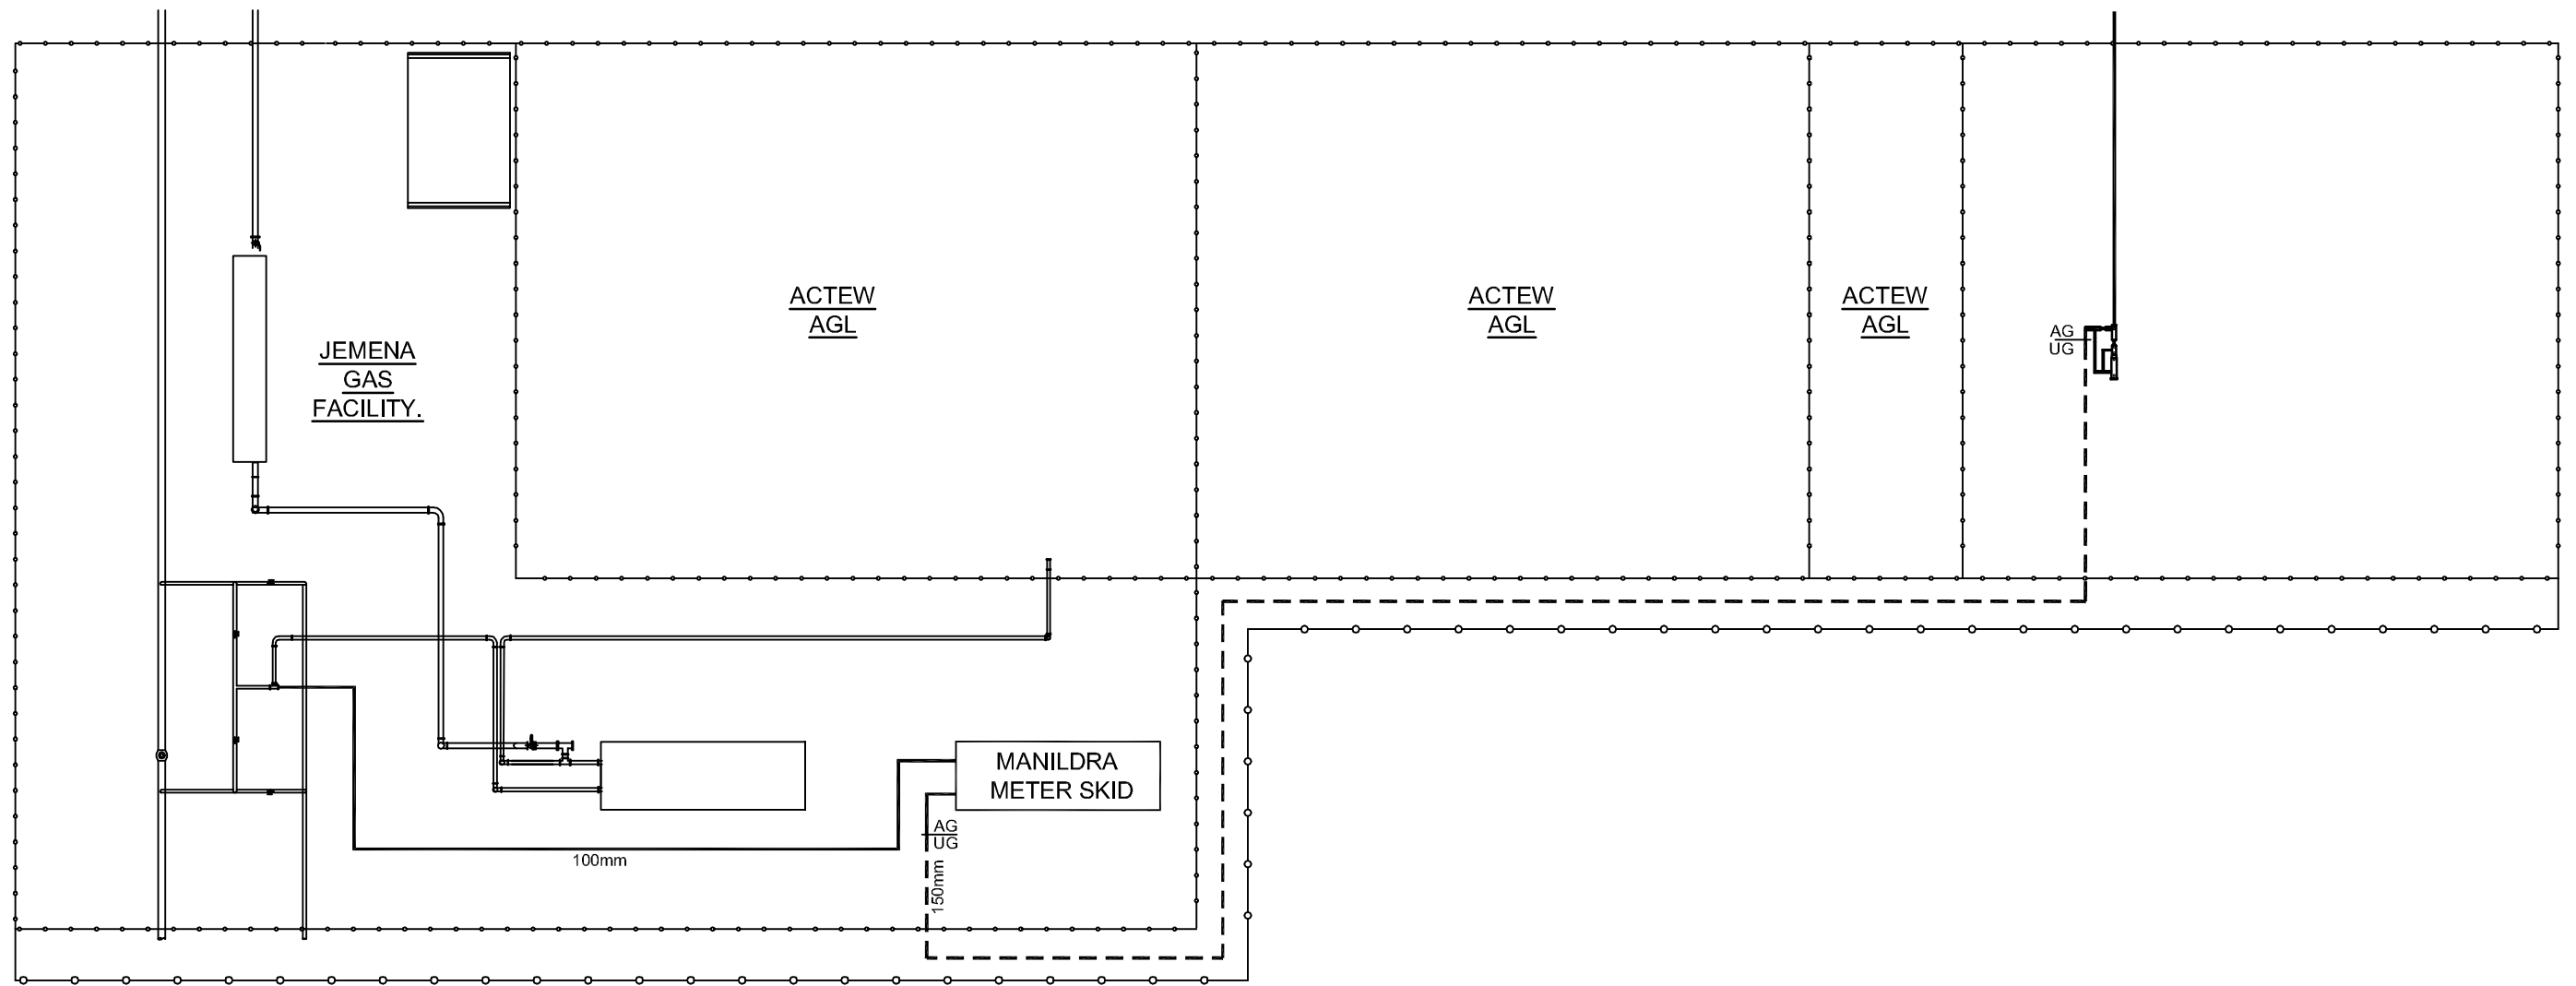 JEMENA
GAS
FACILITY.
ACTEW
AGL
ACTEW
AGL
ACTEW
AGL
AG
UG
MANILDRA
METER SKID
AG
UG
100mm
150mm